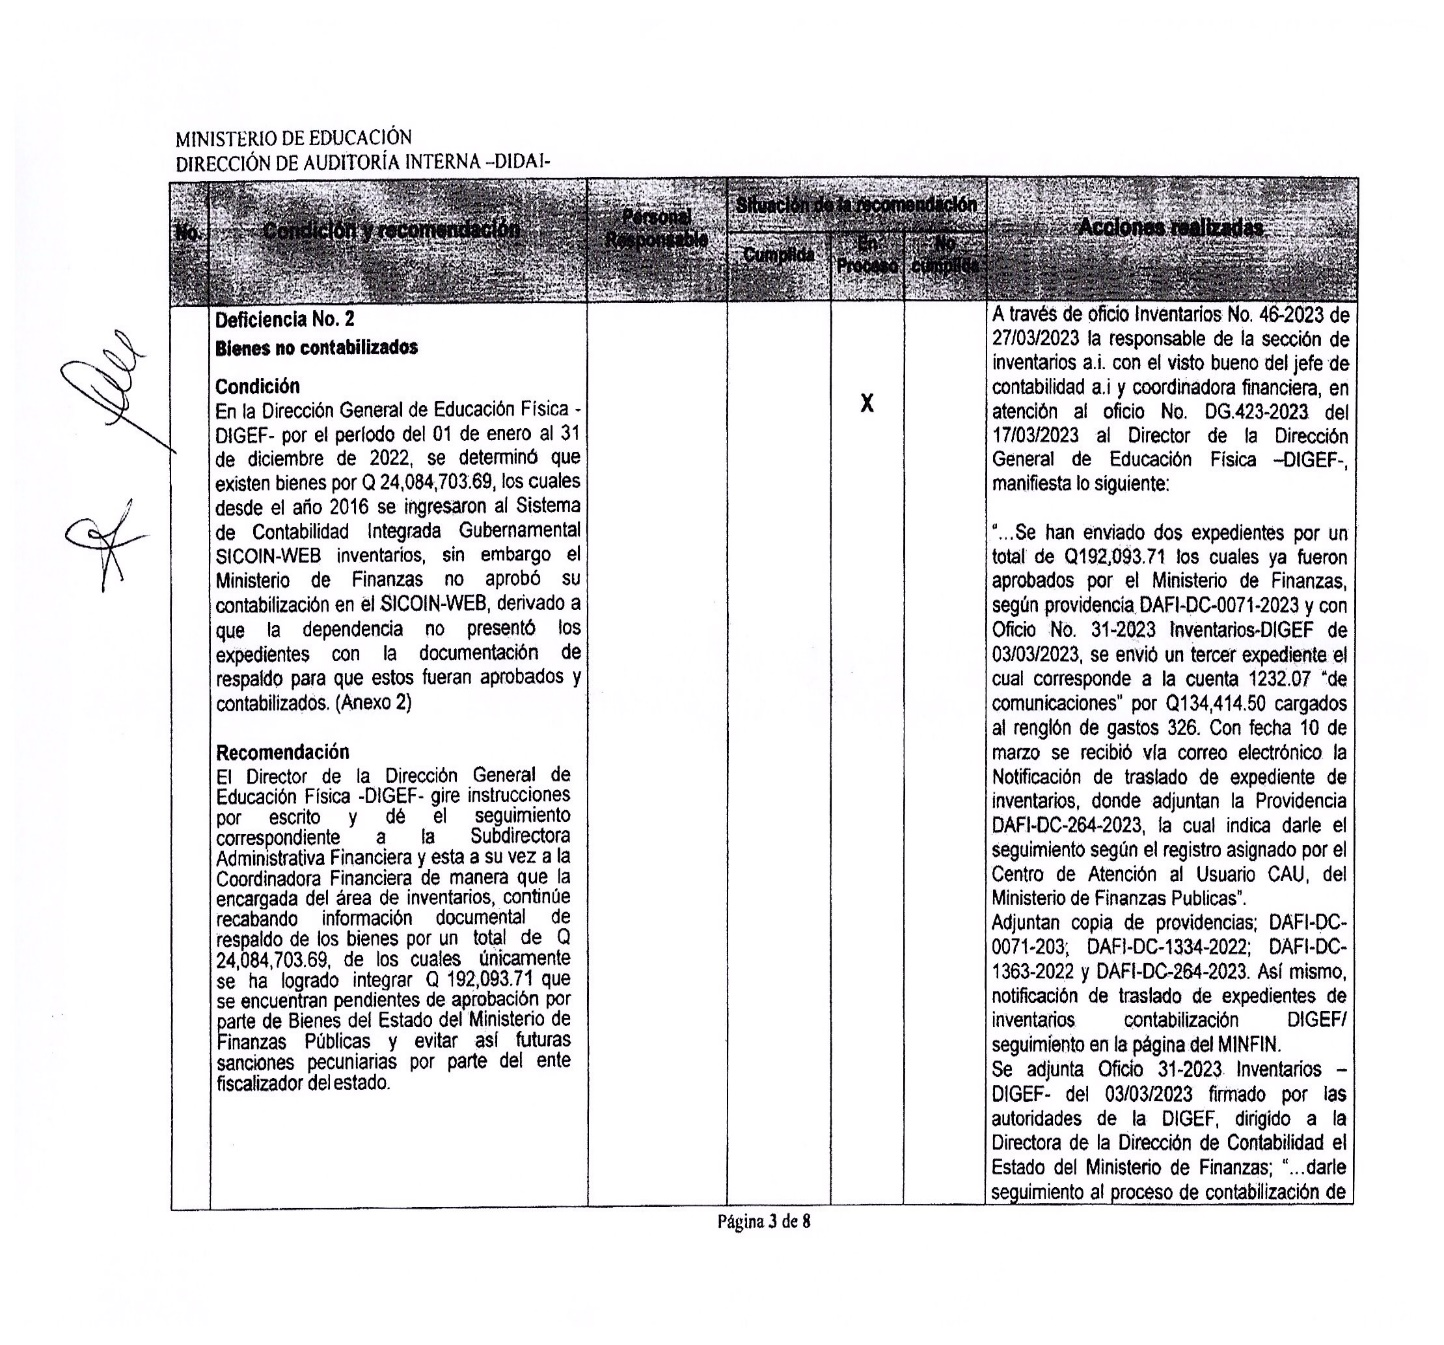 MINISTERIO DE EDUCACIÓN
DIRECCIÓN DE AUDITORÍA INTERNA –DIDAI-
No.
Condición y recomendación
Personal
Responsable
Situación de la recomendación
Cumplida
En
Proceso
No
cumplida
Acciones realizadas
Deficiencia No. 2
Bienes no contabilizados
Condición
En la Dirección General de Educación Física -
DIGEF- por el período del 01 de enero al 31
de diciembre de 2022, se determinó que
existen bienes por Q 24,084,703.69, los cuales
desde el año 2016 se ingresaron al Sistema
de Contabilidad Integrada Gubernamental
SICOIN-WEB inventarios, sin embargo el
Ministerio de Finanzas no aprobó su
contabilización en el SICOIN-WEB, derivado a
que la dependencia no presentó los
expedientes con la documentación de
respaldo para que estos fueran aprobados y
contabilizados. (Anexo 2)
Recomendación
El Director de la Dirección General de
Educación Física -DIGEF- gire instrucciones
por escrito y dé el seguimiento
correspondiente a la Subdirectora
Administrativa Financiera y esta a su vez a la
Coordinadora Financiera de manera que la
encargada del área de inventarios, continúe
recabando información documental de
respaldo de los bienes por un total de Q
24,084,703.69, de los cuales únicamente
se ha logrado integrar Q 192,093.71 que
se encuentran pendientes de aprobación por
parte de Bienes del Estado del Ministerio de
Finanzas Públicas y evitar así futuras
sanciones pecuniarias por parte del ente
fiscalizador del estado.
X
A través de oficio Inventarios No. 46-2023 de
27/03/2023 la responsable de la sección de
inventarios a.i. con el visto bueno del jefe de
contabilidad a.i y coordinadora financiera, en
atención al oficio No. DG.423-2023 del
17/03/2023 al Director de la Dirección
General de Educación Física –DIGEF-,
manifiesta lo siguiente:
“...Se han enviado dos expedientes por un
total de Q192,093.71 los cuales ya fueron
aprobados por el Ministerio de Finanzas,
según providencia DAFI-DC-0071-2023 y con
Oficio No. 31-2023 Inventarios-DIGEF de
03/03/2023, se envió un tercer expediente el
cual corresponde a la cuenta 1232.07 “de
comunicaciones” por Q134,414.50 cargados
al renglón de gastos 326. Con fecha 10 de
marzo se recibió vía correo electrónico la
Notificación de traslado de expediente de
inventarios, donde adjuntan la Providencia
DAFI-DC-264-2023, la cual indica darle el
seguimiento según el registro asignado por el
Centro de Atención al Usuario CAU, del
Ministerio de Finanzas Publicas”.
Adjuntan copia de providencias; DAFI-DC-
0071-203; DAFI-DC-1334-2022; DAFI-DC-
1363-2022 y DAFI-DC-264-2023. Así mismo,
notificación de traslado de expedientes de
inventarios contabilización DIGEF/
seguimiento en la página del MINFIN.
Se adjunta Oficio 31-2023 Inventarios –
DIGEF- del 03/03/2023 firmado por las
autoridades de la DIGEF, dirigido a la
Directora de la Dirección de Contabilidad el
Estado del Ministerio de Finanzas; “...darle
seguimiento al proceso de contabilización de
Página 3 de 8